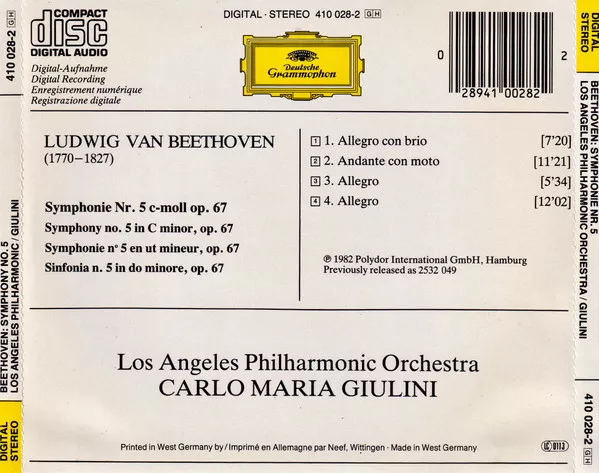 COMPACT
disc
DIGITAL AUDIO
Digital-Aufnahme
Digital Recording
Enregistrement numérique
Registrazione digitale
DIGITAL · STEREO 410 028-2 GH
Deutsche
Grammophon
0 28941 00282 2
LUDWIG VAN BEETHOVEN
(1770–1827)
Symphonie Nr. 5 c-moll op. 67
Symphony no. 5 in C minor, op. 67
Symphonie nº 5 en ut mineur, op. 67
Sinfonia n. 5 in do minore, op. 67
1 1. Allegro con brio [7'20]
2 2. Andante con moto [11'21]
3 3. Allegro [5'34]
4 4. Allegro [12'02]
℗ 1982 Polydor International GmbH, Hamburg
Previously released as 2532 049
Los Angeles Philharmonic Orchestra
CARLO MARIA GIULINI
Printed in West Germany by / Imprimé en Allemagne par Neef, Wittingen · Made in West Germany
LC 0113
DIGITAL
STEREO
BEETHOVEN: SYMPHONY NO. 5
LOS ANGELES PHILHARMONIC / GIULINI
410 028-2 GH
DIGITAL
STEREO
BEETHOVEN: SYMPHONIE NR. 5
LOS ANGELES PHILHARMONIC ORCHESTRA / GIULINI
410 028-2 GH